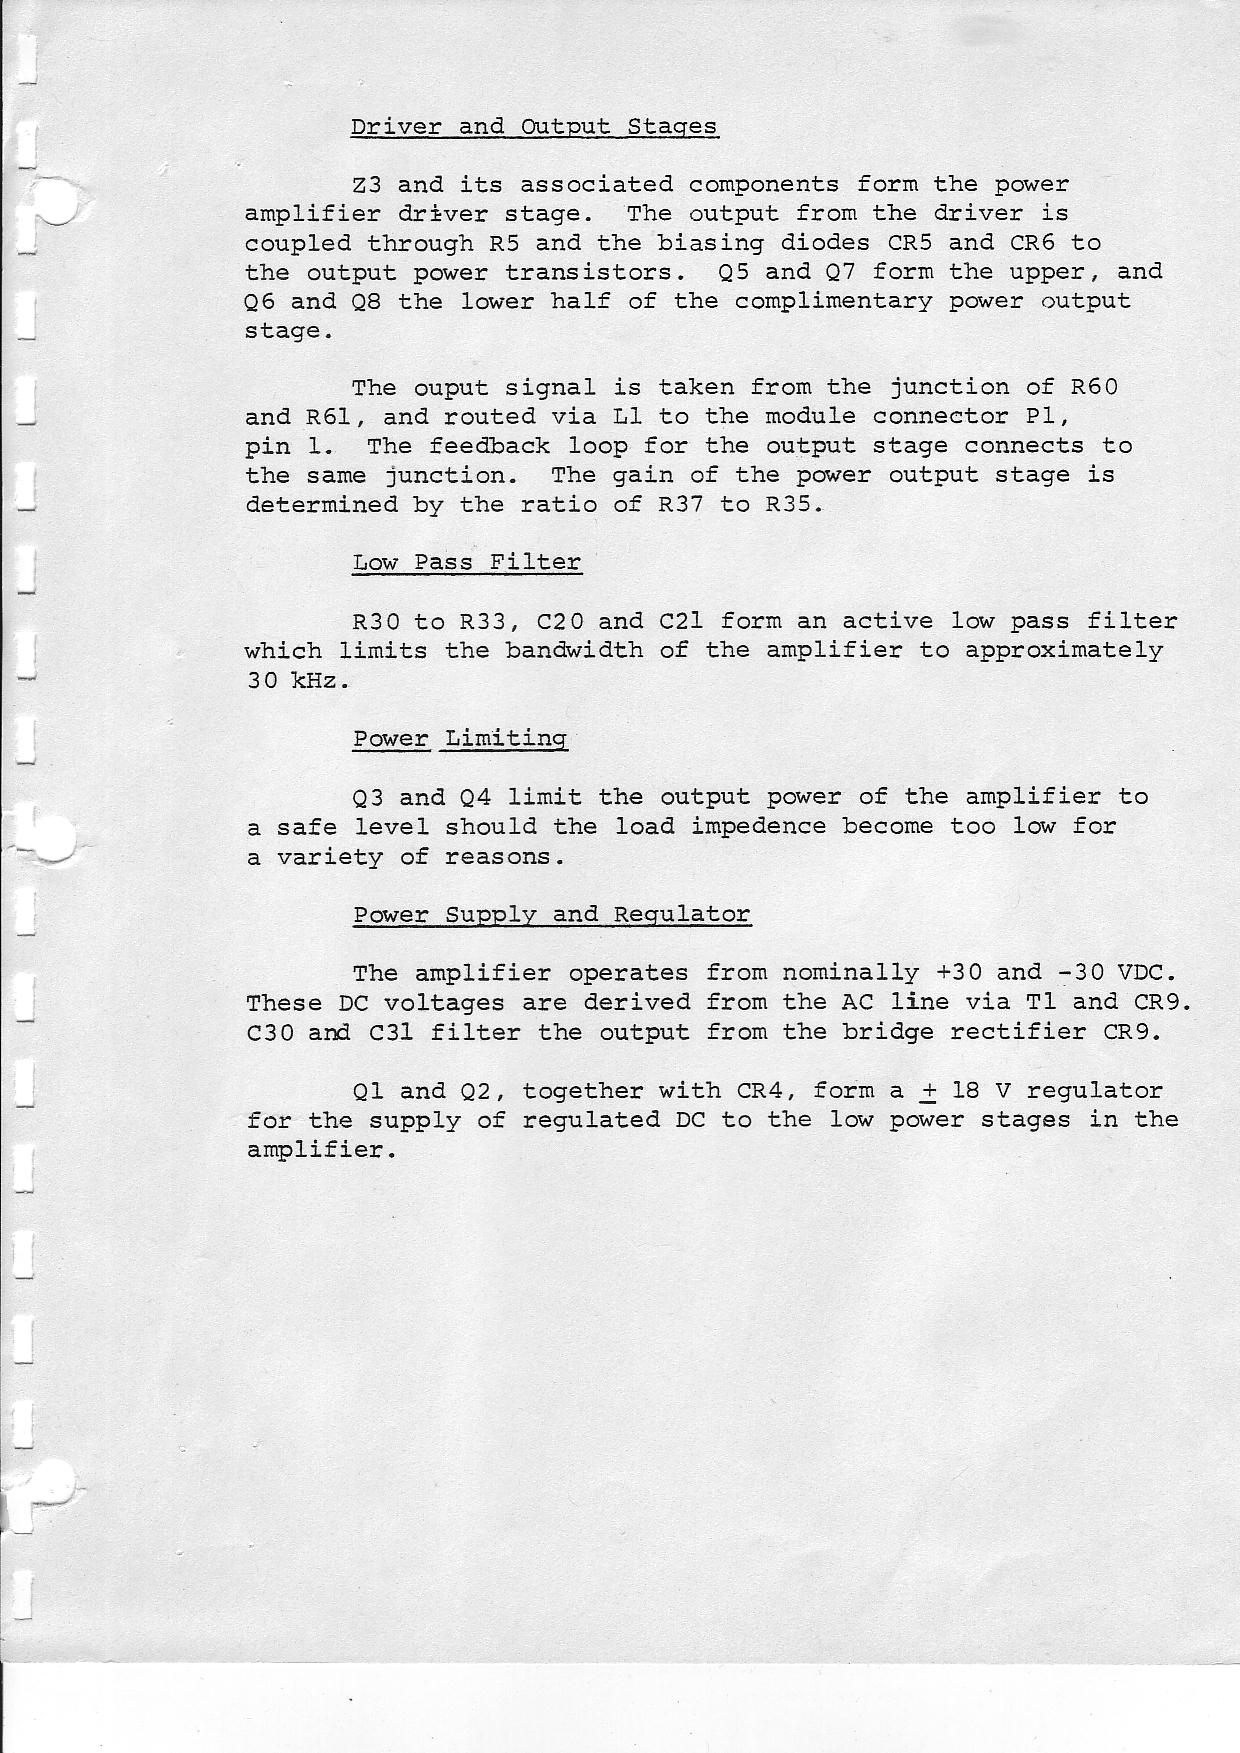 Driver and Output Stages
Z3 and its associated components form the power
amplifier driver stage. The output from the driver is
coupled through R5 and the biasing diodes CR5 and CR6 to
the output power transistors. Q5 and Q7 form the upper, and
Q6 and Q8 the lower half of the complimentary power output
stage.
The ouput signal is taken from the junction of R60
and R61, and routed via L1 to the module connector P1,
pin 1. The feedback loop for the output stage connects to
the same junction. The gain of the power output stage is
determined by the ratio of R37 to R35.
Low Pass Filter
R30 to R33, C20 and C21 form an active low pass filter
which limits the bandwidth of the amplifier to approximately
30 kHz.
Power Limiting
Q3 and Q4 limit the output power of the amplifier to
a safe level should the load impedence become too low for
a variety of reasons.
Power Supply and Regulator
The amplifier operates from nominally +30 and -30 VDC.
These DC voltages are derived from the AC line via T1 and CR9.
C30 and C31 filter the output from the bridge rectifier CR9.
Q1 and Q2, together with CR4, form a ± 18 V regulator
for the supply of regulated DC to the low power stages in the
amplifier.